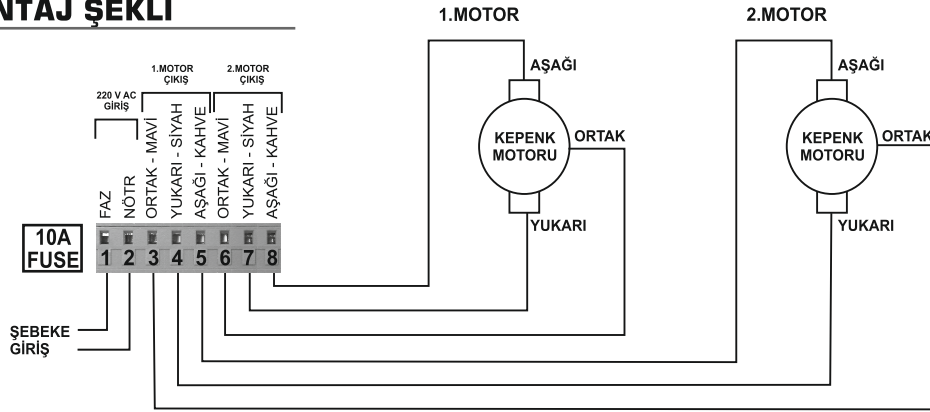 NTAJ ŞEKLİ
1.MOTOR
2.MOTOR
1.MOTOR
ÇIKIŞ
2.MOTOR
ÇIKIŞ
220 V AC
GİRİŞ
FAZ
NÖTR
ORTAK - MAVİ
YUKARI - SİYAH
AŞAĞI - KAHVE
ORTAK - MAVİ
YUKARI - SİYAH
AŞAĞI - KAHVE
10A
FUSE
1 2 3 4 5 6 7 8
ŞEBEKE
GİRİŞ
AŞAĞI
KEPENK
MOTORU
ORTAK
YUKARI
AŞAĞI
KEPENK
MOTORU
ORTAK
YUKARI